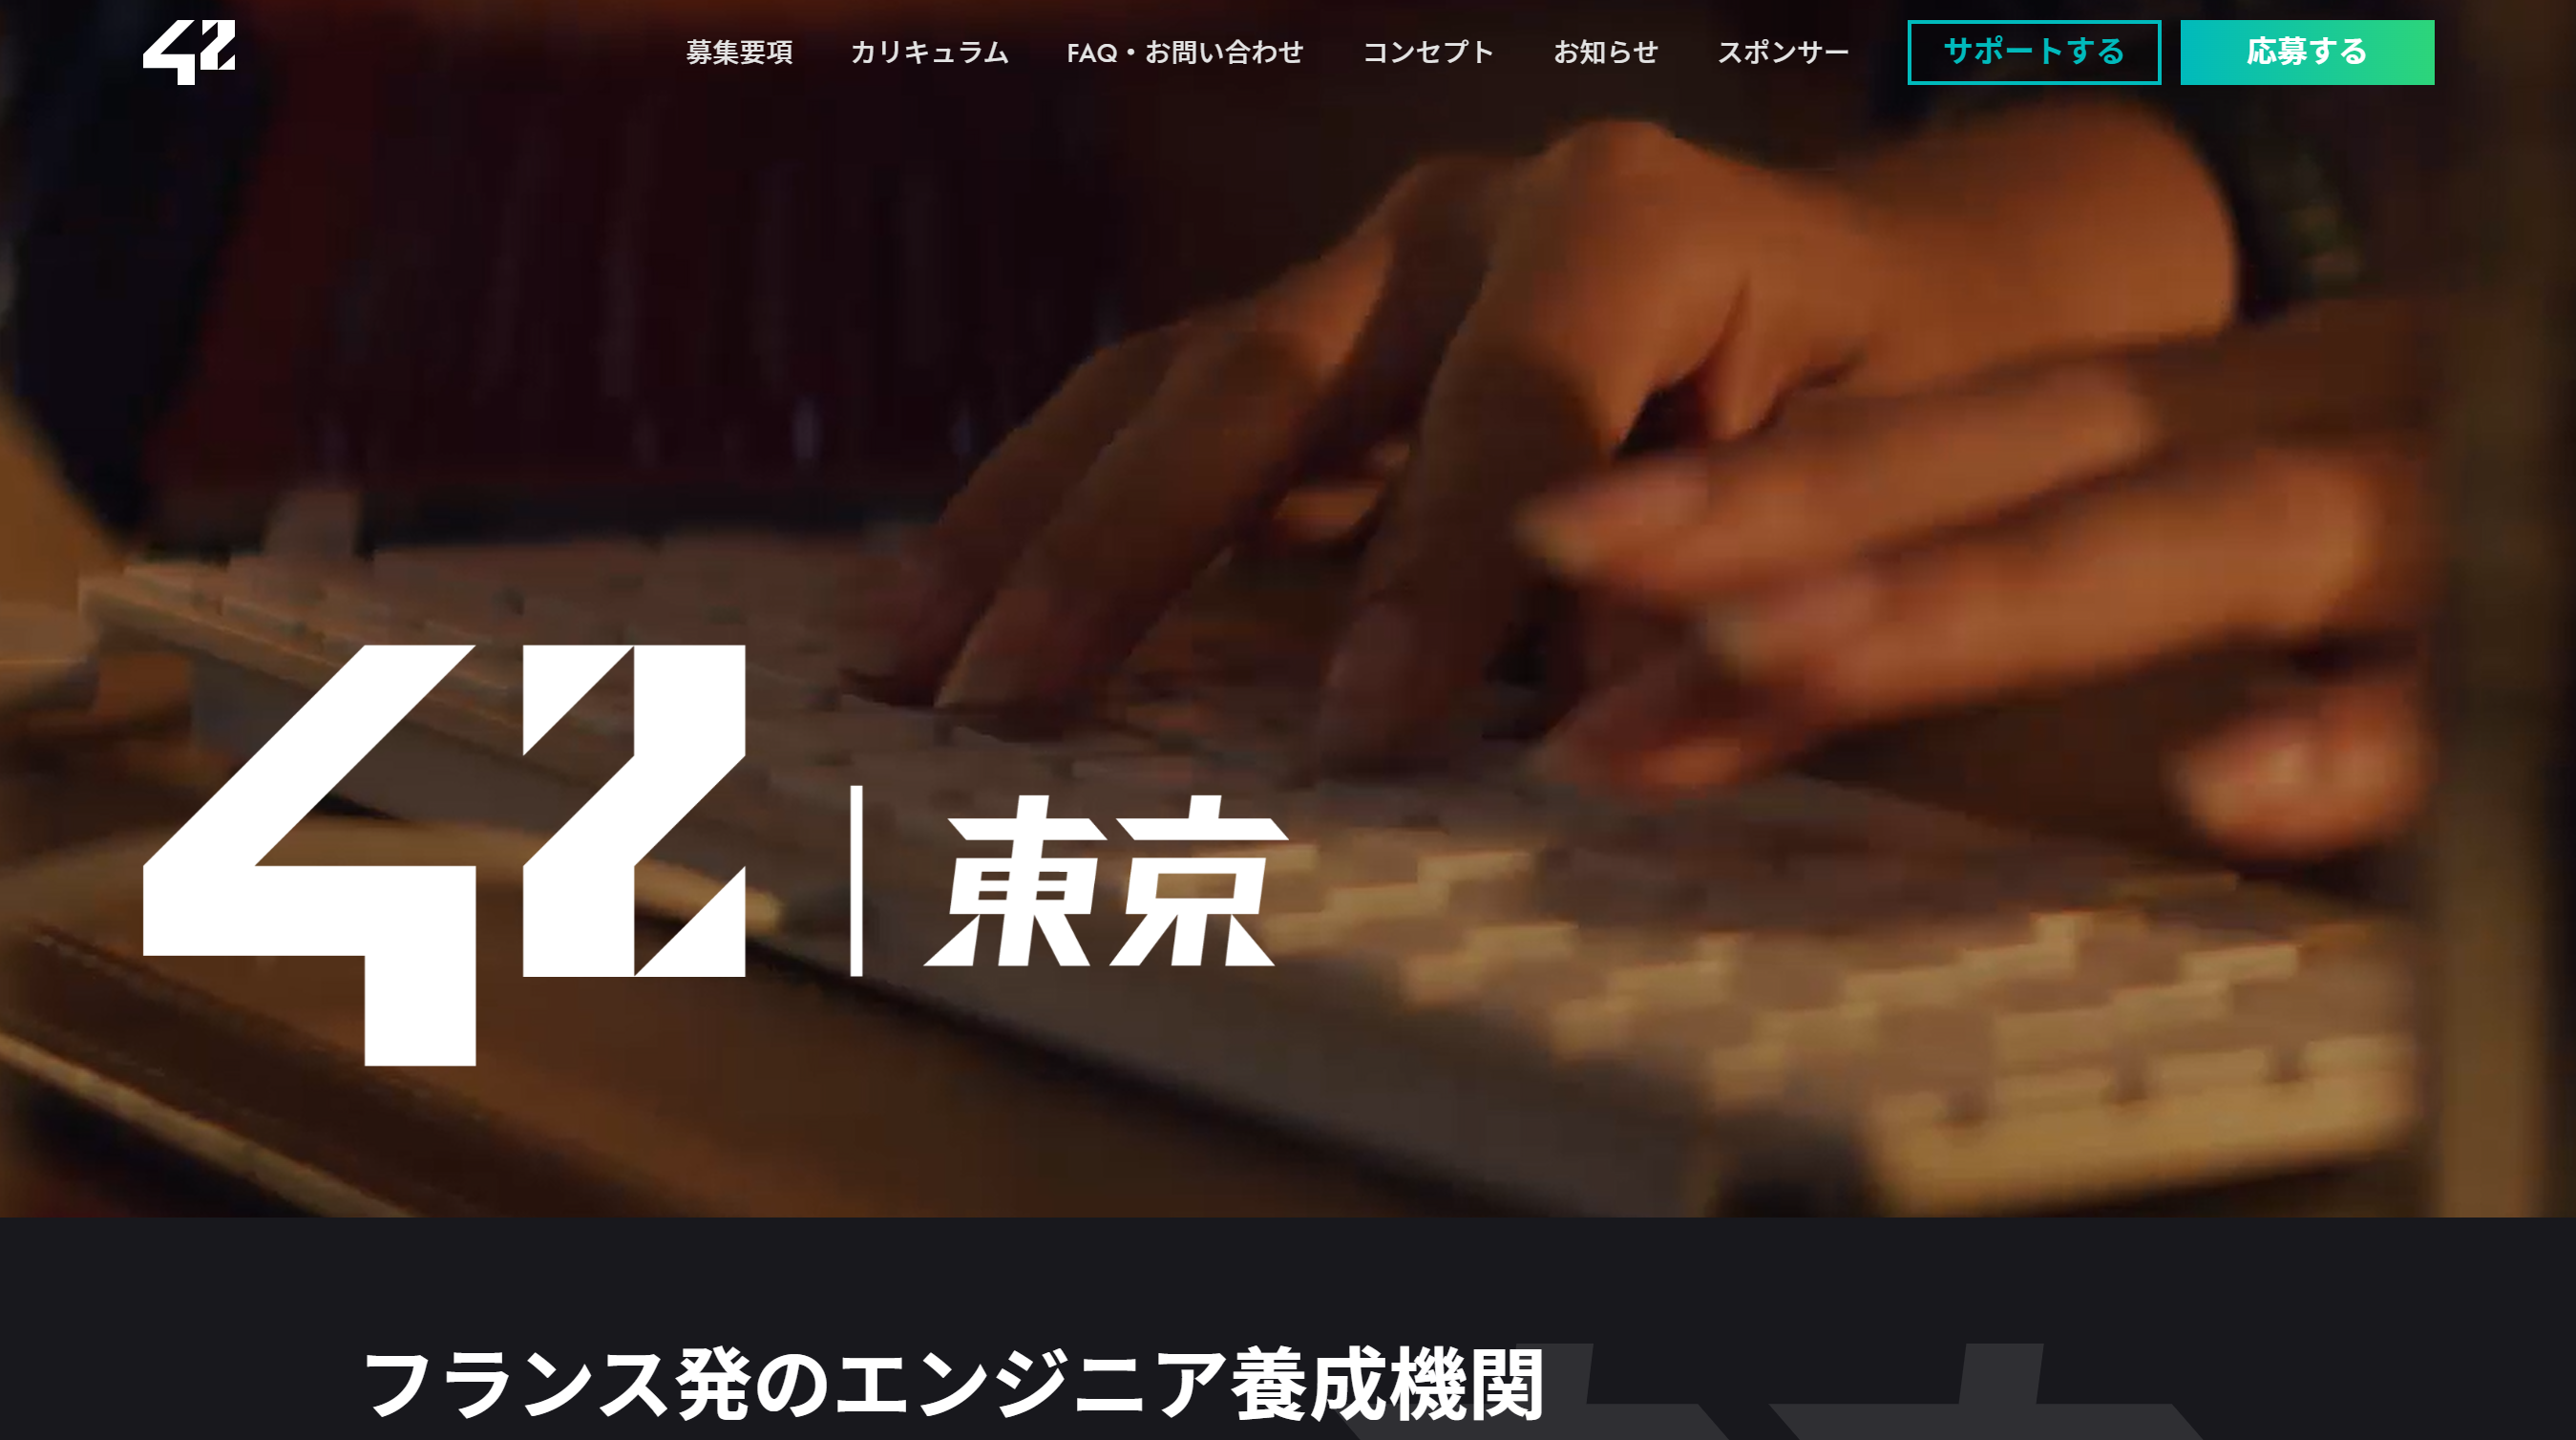 42
募集要項
カリキュラム
FAQ・お問い合わせ
コンセプト
お知らせ
スポンサー
サポートする
応募する
42 | 東京
フランス発のエンジニア養成機関